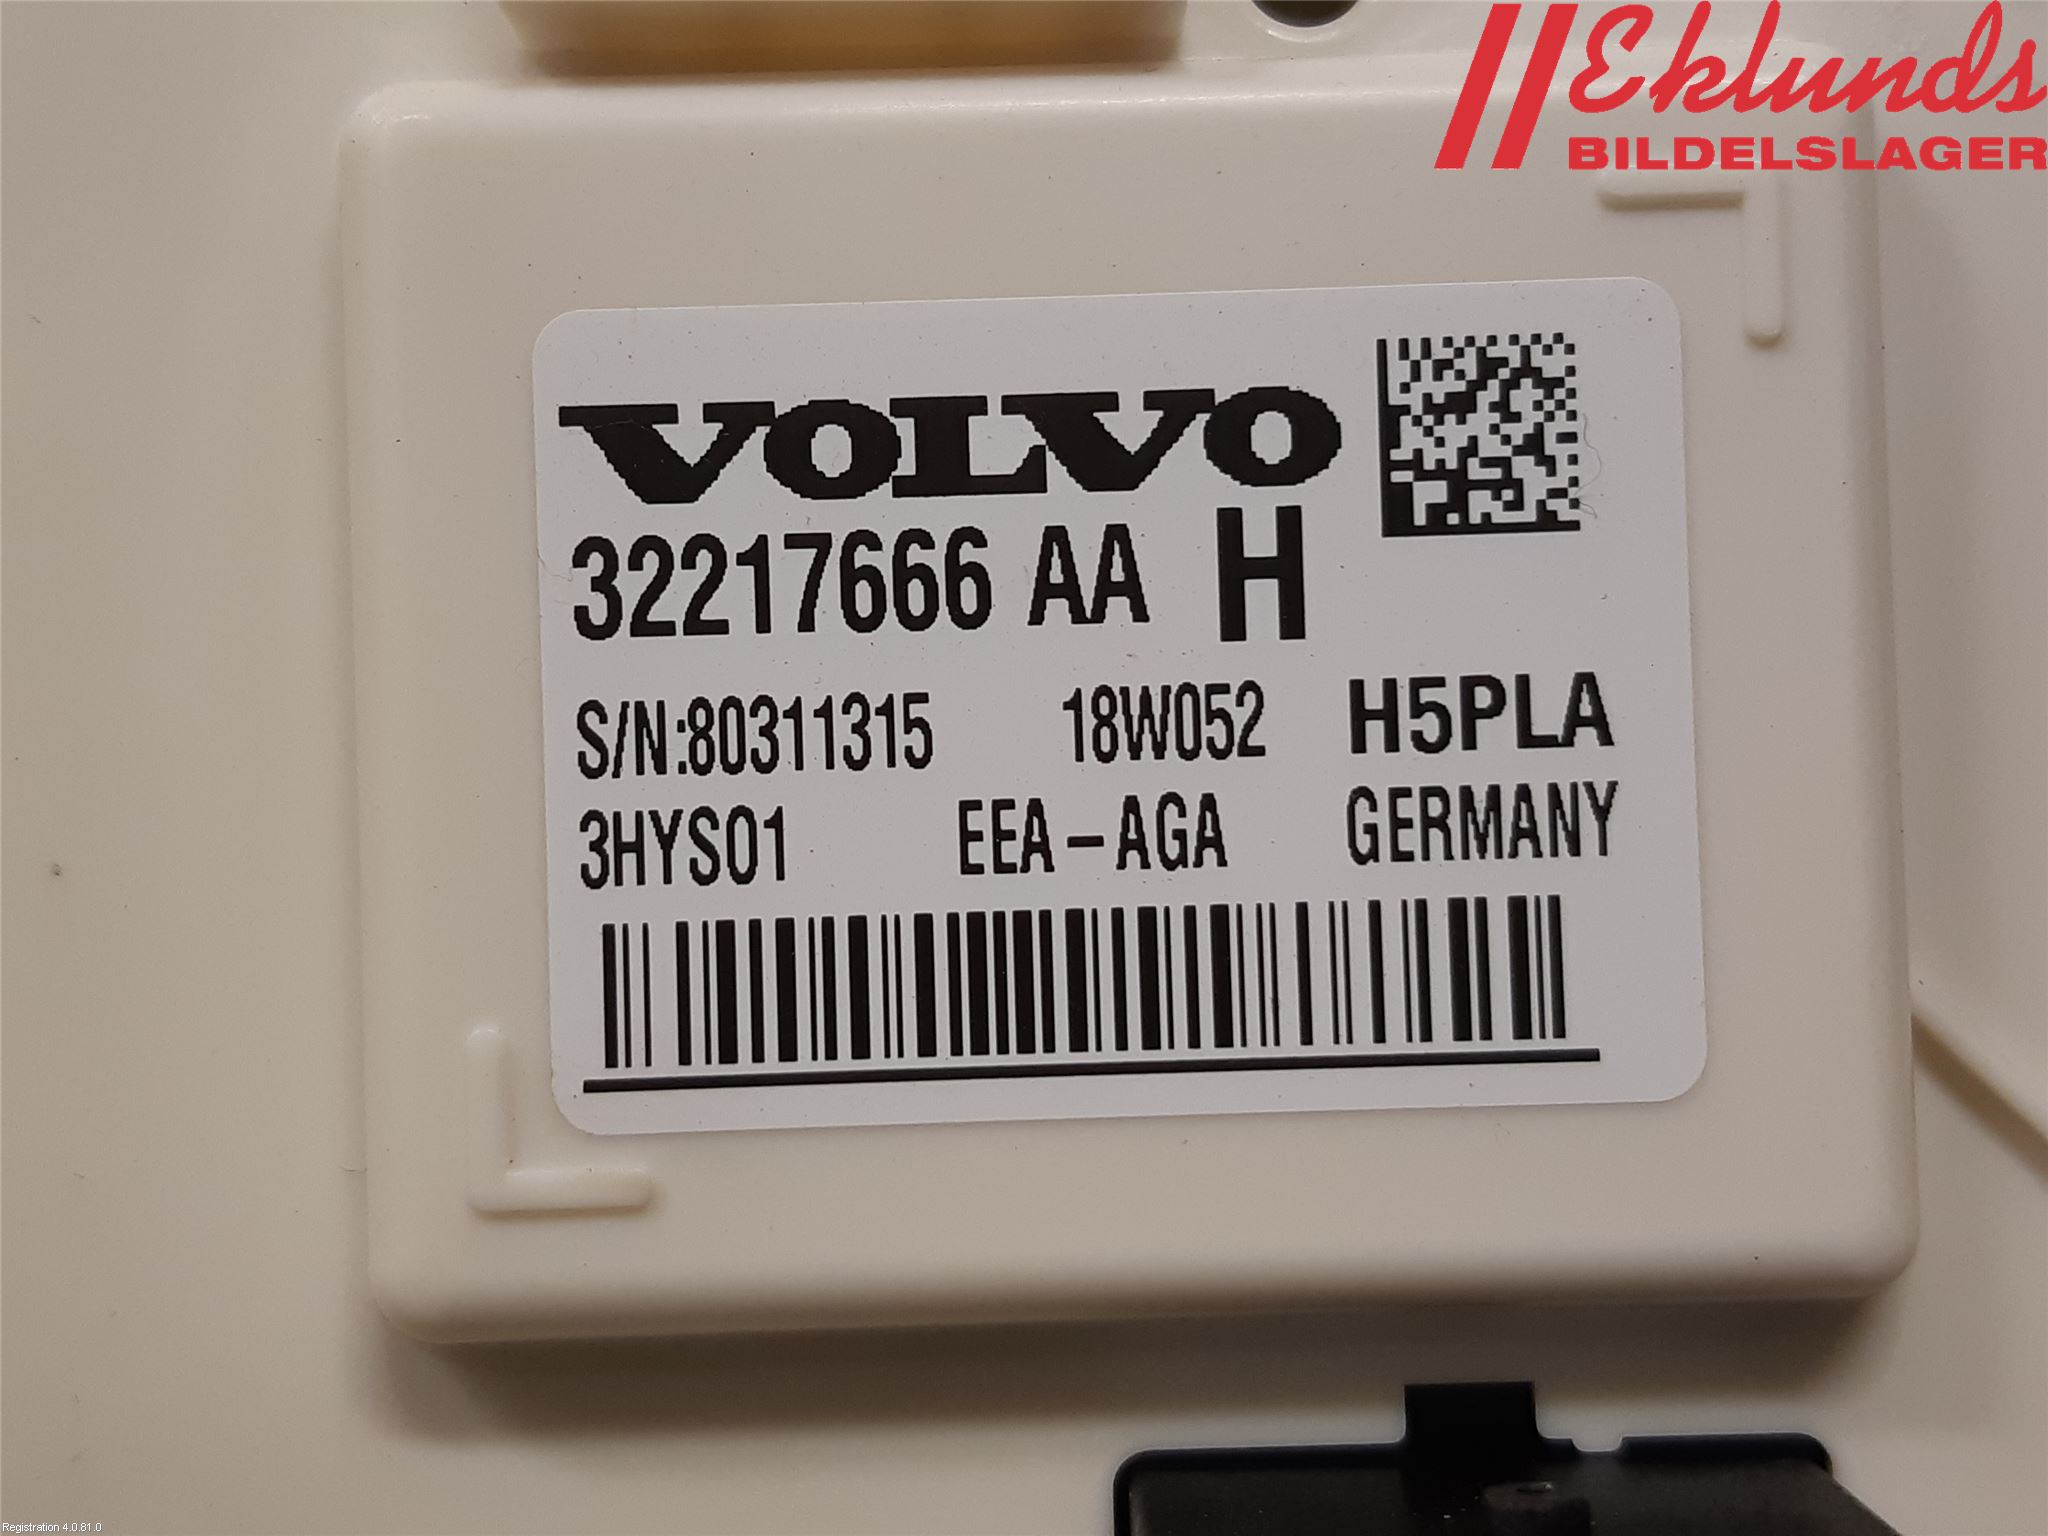 Eklunds
BILDELSLAGER
VOLVO
32217666 AA H
S/N:80311315 18W052 H5PLA
3HYS01 EEA-AGA GERMANY
Registration 4.0.81.0